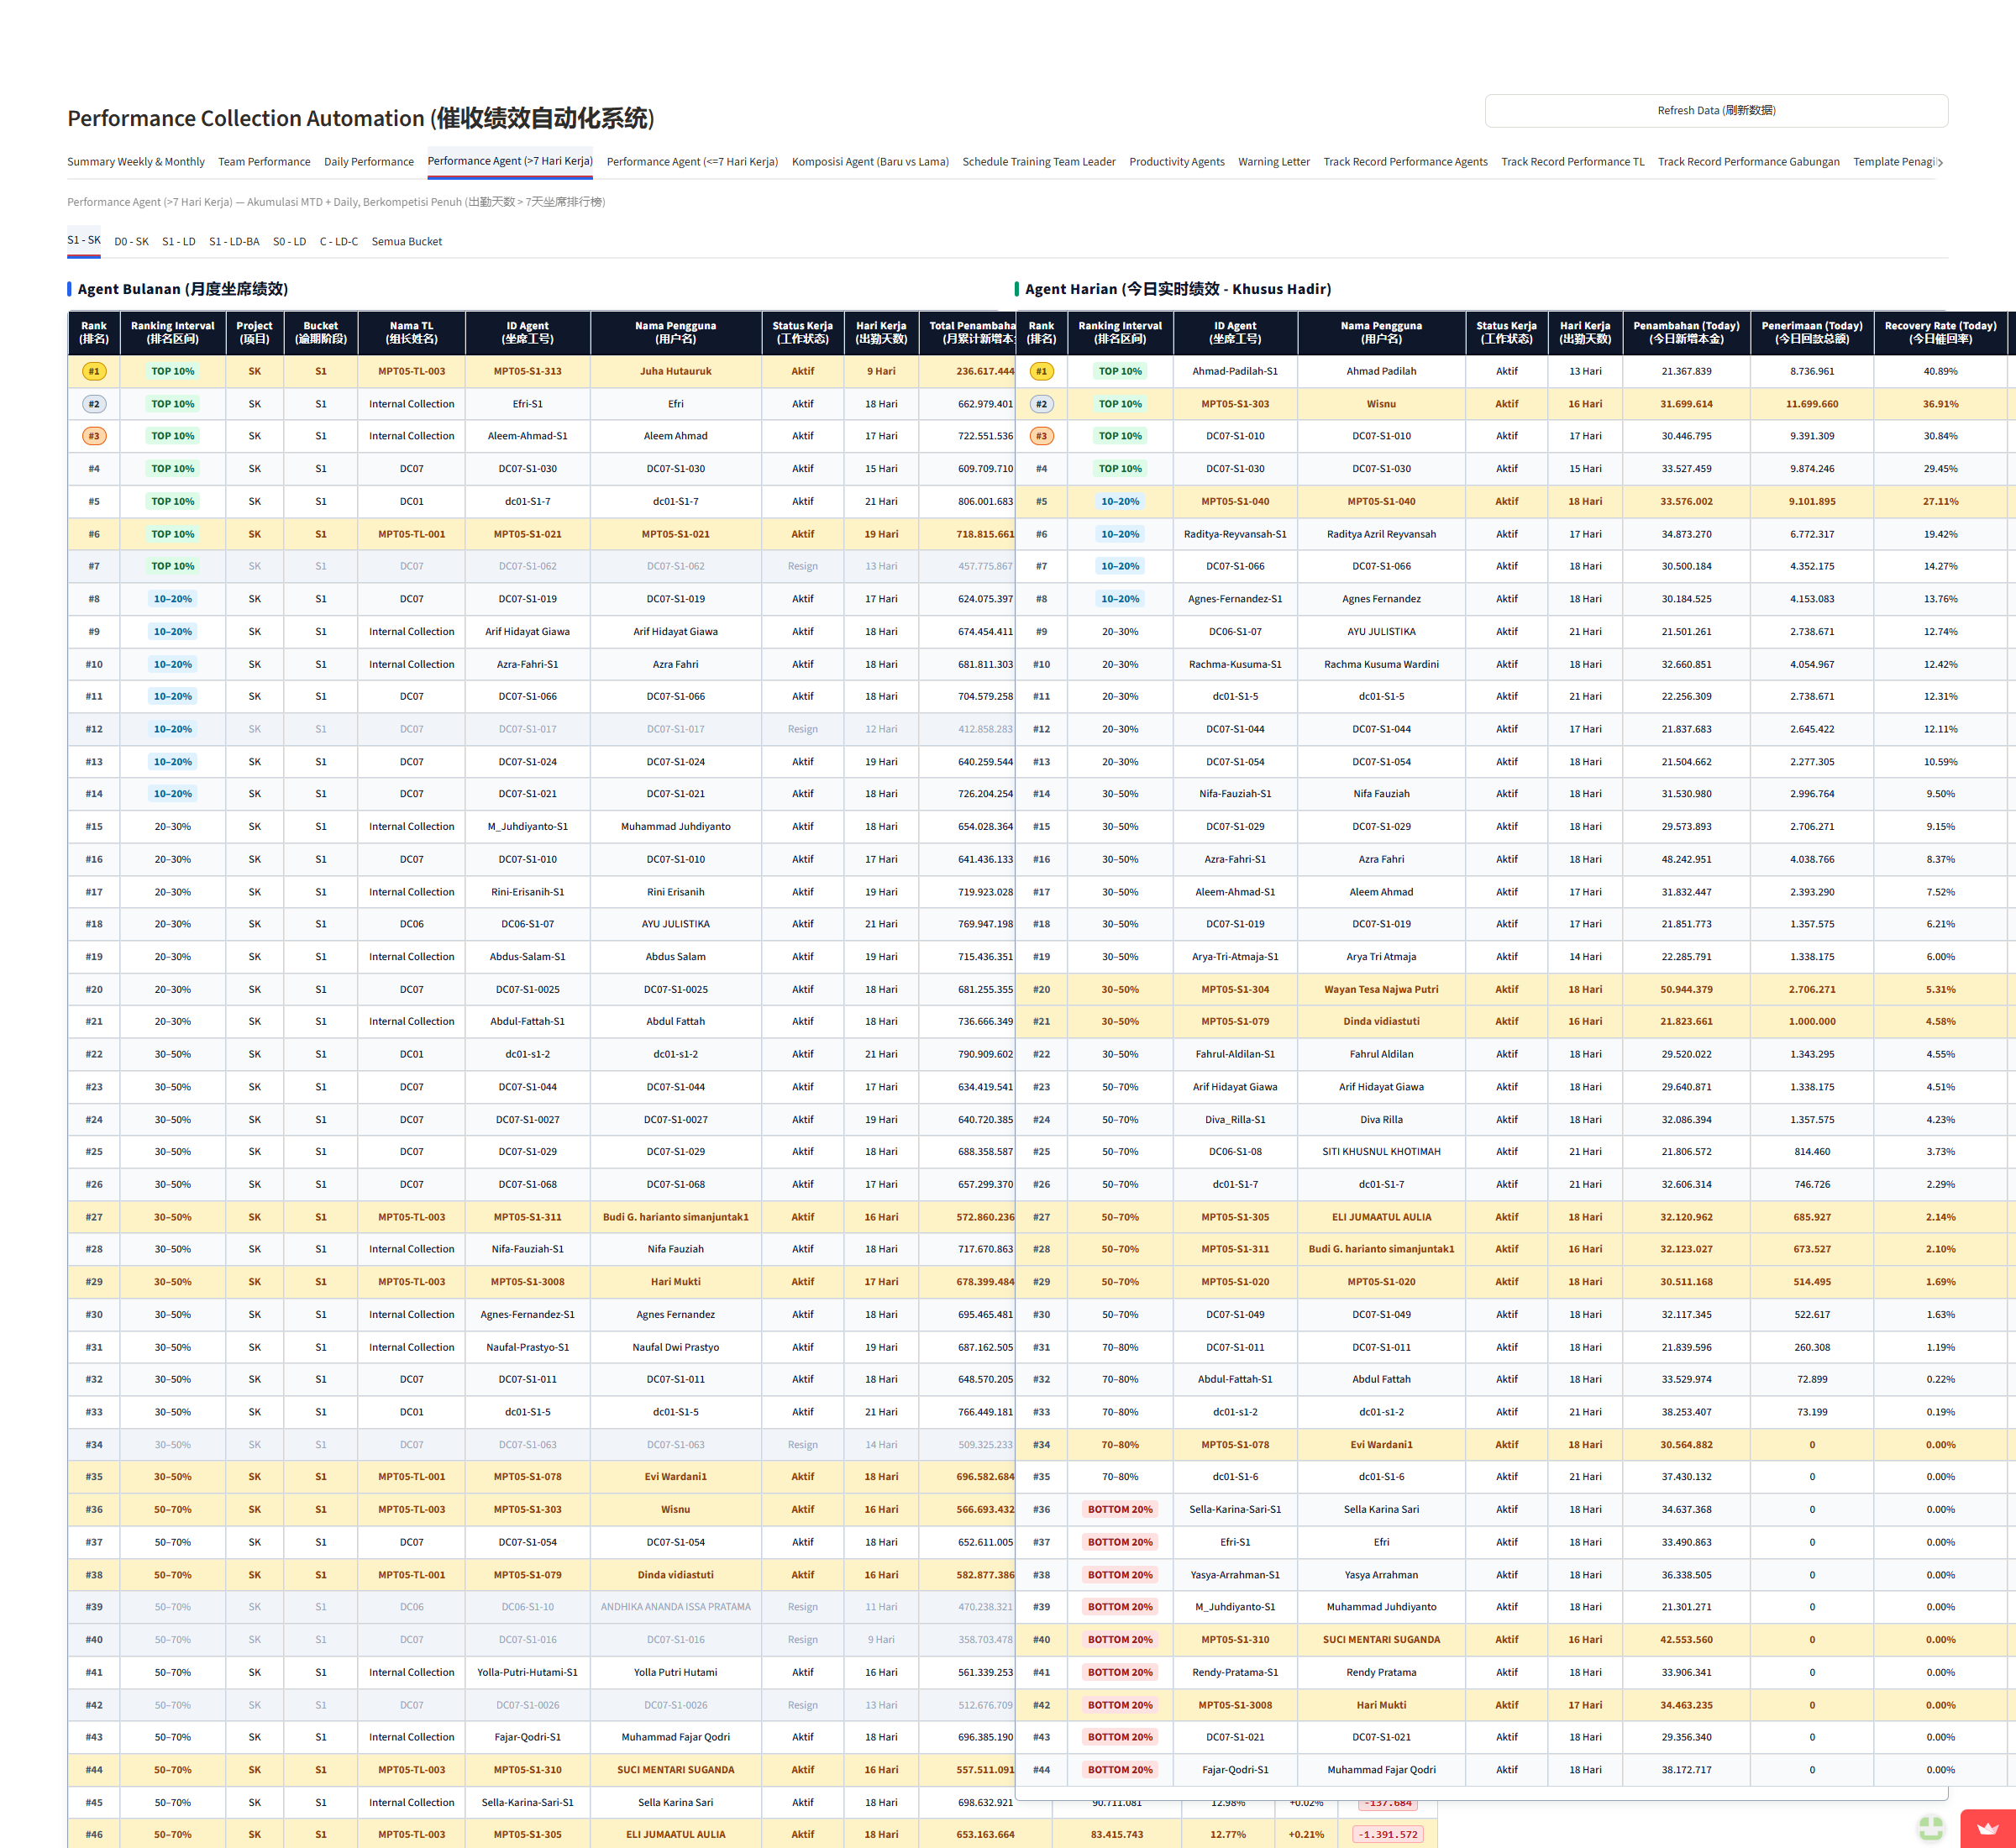 Performance Collection Automation (催收绩效自动化系统)
Refresh Data (刷新数据)
Summary Weekly & Monthly Team Performance Daily Performance Performance Agent (>7 Hari Kerja) Performance Agent (<=7 Hari Kerja) Komposisi Agent (Baru vs Lama) Schedule Training Team Leader Productivity Agents Warning Letter Track Record Performance Agents Track Record Performance TL Track Record Performance Gabungan Template Penagi
Performance Agent (>7 Hari Kerja) — Akumulasi MTD + Daily, Berkompetisi Penuh (出勤天数 > 7天坐席排行榜)
S1 - SK D0 - SK S1 - LD S1 - LD-BA S0 - LD C - LD-C Semua Bucket
Agent Bulanan (月度坐席绩效)
Rank Ranking Interval Project Bucket Nama TL ID Agent Nama Pengguna Status Kerja Hari Kerja Total Penambaha
(排名) (排名区间) (项目) (逾期阶段) (组长姓名) (坐席工号) (用户名) (工作状态) (出勤天数) (月累计新增本
#1 TOP 10% SK S1 MPT05-TL-003 MPT05-S1-313 Juha Hutauruk Aktif 9 Hari 236.617.444
#2 TOP 10% SK S1 Internal Collection Efri-S1 Efri Aktif 18 Hari 662.979.401
#3 TOP 10% SK S1 Internal Collection Aleem-Ahmad-S1 Aleem Ahmad Aktif 17 Hari 722.551.536
#4 TOP 10% SK S1 DC07 DC07-S1-030 DC07-S1-030 Aktif 15 Hari 609.709.710
#5 TOP 10% SK S1 DC01 dc01-s1-7 dc01-s1-7 Aktif 21 Hari 806.001.683
#6 TOP 10% SK S1 MPT05-TL-001 MPT05-S1-021 MPT05-S1-021 Aktif 19 Hari 718.815.661
#7 TOP 10% SK S1 DC07 DC07-S1-062 DC07-S1-062 Resign 13 Hari 457.775.867
#8 10–20% SK S1 DC07 DC07-S1-019 DC07-S1-019 Aktif 17 Hari 624.075.397
#9 10–20% SK S1 Internal Collection Arif Hidayat Giawa Arif Hidayat Giawa Aktif 18 Hari 674.454.411
#10 10–20% SK S1 Internal Collection Azra-Fahri-S1 Azra Fahri Aktif 18 Hari 681.811.303
#11 10–20% SK S1 DC07 DC07-S1-066 DC07-S1-066 Aktif 18 Hari 704.579.258
#12 10–20% SK S1 DC07 DC07-S1-017 DC07-S1-017 Resign 12 Hari 412.858.283
#13 10–20% SK S1 DC07 DC07-S1-024 DC07-S1-024 Aktif 19 Hari 640.259.544
#14 10–20% SK S1 DC07 DC07-S1-021 DC07-S1-021 Aktif 18 Hari 726.204.254
#15 20–30% SK S1 Internal Collection M_Juhdiyanto-S1 Muhammad Juhdiyanto Aktif 18 Hari 654.028.364
#16 20–30% SK S1 DC07 DC07-S1-010 DC07-S1-010 Aktif 17 Hari 641.436.133
#17 20–30% SK S1 Internal Collection Rini-Erisanih-S1 Rini Erisanih Aktif 19 Hari 719.923.028
#18 20–30% SK S1 DC06 DC06-S1-07 AYU JULISTIKA Aktif 21 Hari 769.947.198
#19 20–30% SK S1 Internal Collection Abdus-Salam-S1 Abdus Salam Aktif 19 Hari 715.436.351
#20 20–30% SK S1 DC07 DC07-S1-0025 DC07-S1-0025 Aktif 18 Hari 681.255.355
#21 20–30% SK S1 Internal Collection Abdul-Fattah-S1 Abdul Fattah Aktif 18 Hari 736.666.349
#22 30–50% SK S1 DC01 dc01-s1-2 dc01-s1-2 Aktif 21 Hari 790.909.602
#23 30–50% SK S1 DC07 DC07-S1-044 DC07-S1-044 Aktif 17 Hari 634.419.541
#24 30–50% SK S1 DC07 DC07-S1-0027 DC07-S1-0027 Aktif 19 Hari 640.720.385
#25 30–50% SK S1 DC07 DC07-S1-029 DC07-S1-029 Aktif 18 Hari 688.358.587
#26 30–50% SK S1 DC07 DC07-S1-068 DC07-S1-068 Aktif 17 Hari 657.299.370
#27 30–50% SK S1 MPT05-TL-003 MPT05-S1-311 Budi G. harianto simanjuntak1 Aktif 16 Hari 572.860.236
#28 30–50% SK S1 Internal Collection Nifa-Fauziah-S1 Nifa Fauziah Aktif 18 Hari 717.670.863
#29 30–50% SK S1 MPT05-TL-003 MPT05-S1-3008 Hari Mukti Aktif 17 Hari 678.399.484
#30 30–50% SK S1 Internal Collection Agnes-Fernandez-S1 Agnes Fernandez Aktif 18 Hari 695.465.481
#31 30–50% SK S1 Internal Collection Naufal-Prastyo-S1 Naufal Dwi Prastyo Aktif 19 Hari 687.162.505
#32 30–50% SK S1 DC07 DC07-S1-011 DC07-S1-011 Aktif 18 Hari 648.570.205
#33 30–50% SK S1 DC01 dc01-S1-5 dc01-S1-5 Aktif 21 Hari 766.449.181
#34 30–50% SK S1 DC07 DC07-S1-063 DC07-S1-063 Resign 14 Hari 509.325.233
#35 30–50% SK S1 MPT05-TL-001 MPT05-S1-078 Evi Wardani1 Aktif 18 Hari 696.582.684
#36 50–70% SK S1 MPT05-TL-003 MPT05-S1-303 Wisnu Aktif 16 Hari 566.693.432
#37 50–70% SK S1 DC07 DC07-S1-054 DC07-S1-054 Aktif 18 Hari 652.611.005
#38 50–70% SK S1 MPT05-TL-001 MPT05-S1-079 Dinda vidiastuti Aktif 16 Hari 582.877.386
#39 50–70% SK S1 DC06 DC06-S1-10 ANDHIKA ANANDA ISSA PRATAMA Resign 11 Hari 470.238.321
#40 50–70% SK S1 DC07 DC07-S1-016 DC07-S1-016 Resign 9 Hari 358.703.478
#41 50–70% SK S1 Internal Collection Yolla-Putri-Hutami-S1 Yolla Putri Hutami Aktif 16 Hari 561.339.253
#42 50–70% SK S1 DC07 DC07-S1-0026 DC07-S1-0026 Resign 13 Hari 512.676.709
#43 50–70% SK S1 Internal Collection Fajar-Qodri-S1 Muhammad Fajar Qodri Aktif 18 Hari 696.385.190
#44 50–70% SK S1 MPT05-TL-003 MPT05-S1-310 SUCI MENTARI SUGANDA Aktif 16 Hari 557.511.091
#45 50–70% SK S1 Internal Collection Sella-Karina-Sari-S1 Sella Karina Sari Aktif 18 Hari 698.632.921 90.711.081 12.98% +0.02% -137.684
#46 50–70% SK S1 MPT05-TL-003 MPT05-S1-305 ELI JUMAATUL AULIA Aktif 18 Hari 653.163.664 83.415.743 12.77% +0.21% -1.391.572
Agent Harian (今日实时绩效 - Khusus Hadir)
Rank Ranking Interval ID Agent Nama Pengguna Status Kerja Hari Kerja Penambahan (Today) Penerimaan (Today) Recovery Rate (Today)
(排名) (排名区间) (坐席工号) (用户名) (工作状态) (出勤天数) (今日新增本金) (今日回款总额) (今日催回率)
#1 TOP 10% Ahmad-Padilah-S1 Ahmad Padilah Aktif 13 Hari 21.367.839 8.736.961 40.89%
#2 TOP 10% MPT05-S1-303 Wisnu Aktif 16 Hari 31.699.614 11.699.660 36.91%
#3 TOP 10% DC07-S1-010 DC07-S1-010 Aktif 17 Hari 30.446.795 9.391.309 30.84%
#4 TOP 10% DC07-S1-030 DC07-S1-030 Aktif 15 Hari 33.527.459 9.874.246 29.45%
#5 10–20% MPT05-S1-040 MPT05-S1-040 Aktif 18 Hari 33.576.002 9.101.895 27.11%
#6 10–20% Raditya-Reyvansah-S1 Raditya Azril Reyvansah Aktif 17 Hari 34.873.270 6.772.317 19.42%
#7 10–20% DC07-S1-066 DC07-S1-066 Aktif 18 Hari 30.500.184 4.352.175 14.27%
#8 10–20% Agnes-Fernandez-S1 Agnes Fernandez Aktif 18 Hari 30.184.525 4.153.083 13.76%
#9 20–30% DC06-S1-07 AYU JULISTIKA Aktif 21 Hari 21.501.261 2.738.671 12.74%
#10 20–30% Rachma-Kusuma-S1 Rachma Kusuma Wardini Aktif 18 Hari 32.660.851 4.054.967 12.42%
#11 20–30% dc01-S1-5 dc01-S1-5 Aktif 21 Hari 22.256.309 2.738.671 12.31%
#12 20–30% DC07-S1-044 DC07-S1-044 Aktif 17 Hari 21.837.683 2.645.422 12.11%
#13 20–30% DC07-S1-054 DC07-S1-054 Aktif 18 Hari 21.504.662 2.277.305 10.59%
#14 30–50% Nifa-Fauziah-S1 Nifa Fauziah Aktif 18 Hari 31.530.980 2.996.764 9.50%
#15 30–50% DC07-S1-029 DC07-S1-029 Aktif 18 Hari 29.573.893 2.706.271 9.15%
#16 30–50% Azra-Fahri-S1 Azra Fahri Aktif 18 Hari 48.242.951 4.038.766 8.37%
#17 30–50% Aleem-Ahmad-S1 Aleem Ahmad Aktif 17 Hari 31.832.447 2.393.290 7.52%
#18 30–50% DC07-S1-019 DC07-S1-019 Aktif 17 Hari 21.851.773 1.357.575 6.21%
#19 30–50% Arya-Tri-Atmaja-S1 Arya Tri Atmaja Aktif 14 Hari 22.285.791 1.338.175 6.00%
#20 30–50% MPT05-S1-304 Wayan Tesa Najwa Putri Aktif 18 Hari 50.944.379 2.706.271 5.31%
#21 30–50% MPT05-S1-079 Dinda vidiastuti Aktif 16 Hari 21.823.661 1.000.000 4.58%
#22 30–50% Fahrul-Aldilan-S1 Fahrul Aldilan Aktif 18 Hari 29.520.022 1.343.295 4.55%
#23 50–70% Arif Hidayat Giawa Arif Hidayat Giawa Aktif 18 Hari 29.640.871 1.338.175 4.51%
#24 50–70% Diva_Rilla-S1 Diva Rilla Aktif 18 Hari 32.086.394 1.357.575 4.23%
#25 50–70% DC06-S1-08 SITI KHUSNUL KHOTIMAH Aktif 21 Hari 21.806.572 814.460 3.73%
#26 50–70% dc01-S1-7 dc01-S1-7 Aktif 21 Hari 32.606.314 746.726 2.29%
#27 50–70% MPT05-S1-305 ELI JUMAATUL AULIA Aktif 18 Hari 32.120.962 685.927 2.14%
#28 50–70% MPT05-S1-311 Budi G. harianto simanjuntak1 Aktif 16 Hari 32.123.027 673.527 2.10%
#29 50–70% MPT05-S1-020 MPT05-S1-020 Aktif 18 Hari 30.511.168 514.495 1.69%
#30 50–70% DC07-S1-049 DC07-S1-049 Aktif 18 Hari 32.117.345 522.617 1.63%
#31 70–80% DC07-S1-011 DC07-S1-011 Aktif 18 Hari 21.839.596 260.308 1.19%
#32 70–80% Abdul-Fattah-S1 Abdul Fattah Aktif 18 Hari 33.529.974 72.899 0.22%
#33 70–80% dc01-s1-2 dc01-s1-2 Aktif 21 Hari 38.253.407 73.199 0.19%
#34 70–80% MPT05-S1-078 Evi Wardani1 Aktif 18 Hari 30.564.882 0 0.00%
#35 70–80% dc01-S1-6 dc01-S1-6 Aktif 21 Hari 37.430.132 0 0.00%
#36 BOTTOM 20% Sella-Karina-Sari-S1 Sella Karina Sari Aktif 18 Hari 34.637.368 0 0.00%
#37 BOTTOM 20% Efri-S1 Efri Aktif 18 Hari 33.490.863 0 0.00%
#38 BOTTOM 20% Yasya-Arrahman-S1 Yasya Arrahman Aktif 18 Hari 36.338.505 0 0.00%
#39 BOTTOM 20% M_Juhdiyanto-S1 Muhammad Juhdiyanto Aktif 18 Hari 21.301.271 0 0.00%
#40 BOTTOM 20% MPT05-S1-310 SUCI MENTARI SUGANDA Aktif 16 Hari 42.553.560 0 0.00%
#41 BOTTOM 20% Rendy-Pratama-S1 Rendy Pratama Aktif 18 Hari 33.906.341 0 0.00%
#42 BOTTOM 20% MPT05-S1-3008 Hari Mukti Aktif 17 Hari 34.463.235 0 0.00%
#43 BOTTOM 20% DC07-S1-021 DC07-S1-021 Aktif 18 Hari 29.356.340 0 0.00%
#44 BOTTOM 20% Fajar-Qodri-S1 Muhammad Fajar Qodri Aktif 18 Hari 38.172.717 0 0.00%